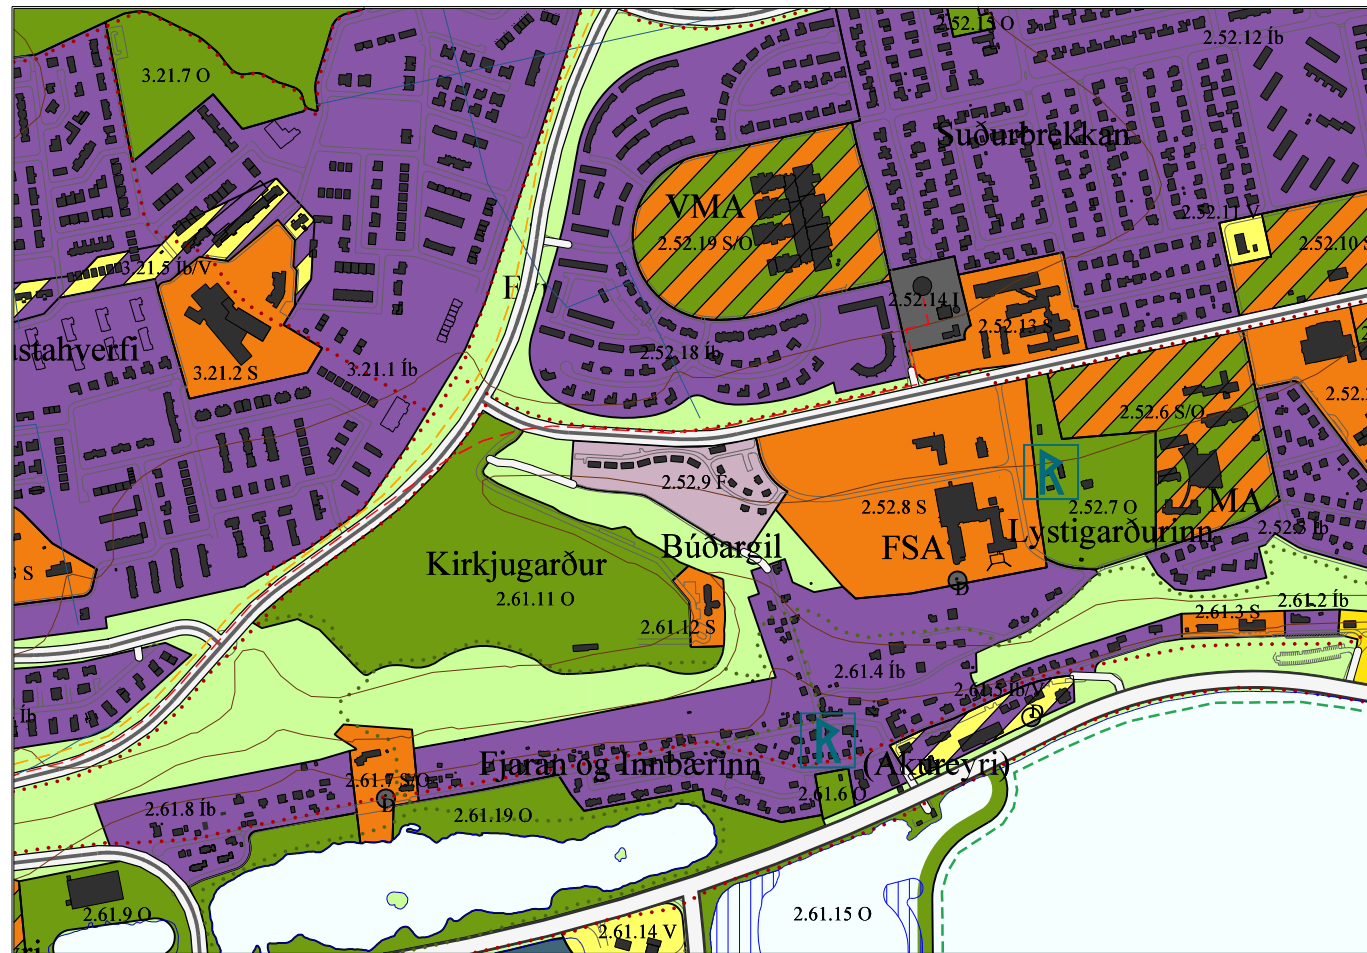 2.52.15 O
2.52.12 Íb
3.21.7 O
Suðurbrekkan
VMA
2.52.11 V
2.52.19 S/O
2.52.10 S
3.21.5 Íb/V
E
2.52.14 I
2.52.13 S
ustahverfi
2.52.18 Íb
3.21.2 S
3.21.1 Íb
2.52.6 S/O
R
2.52.9 F
2.52.8 S
2.52.7 O
MA
Lystigarðurinn
FSA
Búðargil
Kirkjugarður
S
D
2.61.11 O
2.61.12 S
2.61.3 S
2.61.2 Íb
2.61.4 Íb
2.61.5 Íb/V
Íb
D
R
Fjaran og Innbærinn
(Akureyri)
2.61.7 S/O
D
2.61.8 Íb
2.61.19 O
2.61.6 O
2.61.9 O
2.61.15 O
2.61.14 V